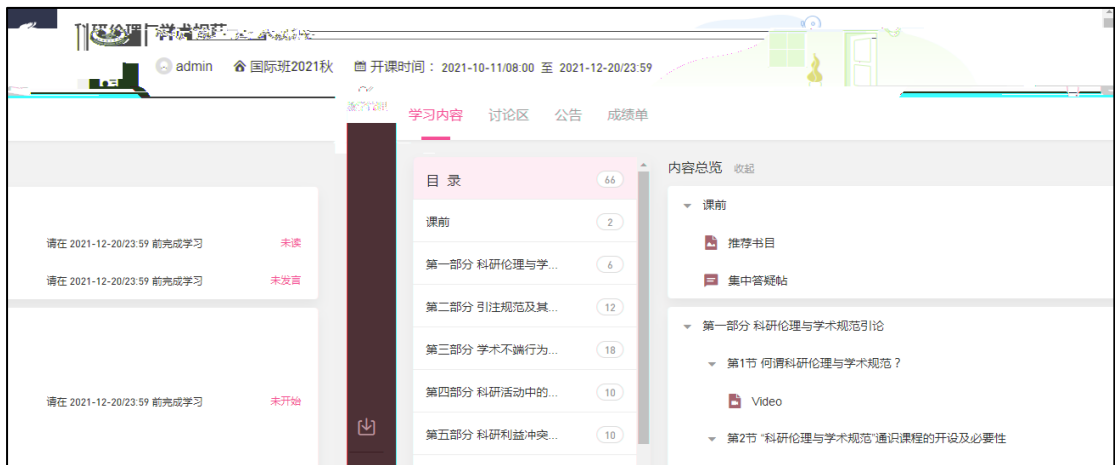 科研伦理与学术规范
admin 国际班2021秋 开课时间： 2021-10-11/08:00 至 2021-12-20/23:59
学习内容 讨论区 公告 成绩单
目 录 66
课前 2
第一部分 科研伦理与学... 6
第二部分 引注规范及其... 12
第三部分 学术不端行为... 18
第四部分 科研活动中的... 10
第五部分 科研利益冲突... 10
内容总览 收起
课前
推荐书目
集中答疑帖
第一部分 科研伦理与学术规范引论
第1节 何谓科研伦理与学术规范？
Video
第2节 “科研伦理与学术规范”通识课程的开设及必要性
请在 2021-12-20/23:59 前完成学习 未读
请在 2021-12-20/23:59 前完成学习 未发言
请在 2021-12-20/23:59 前完成学习 未开始